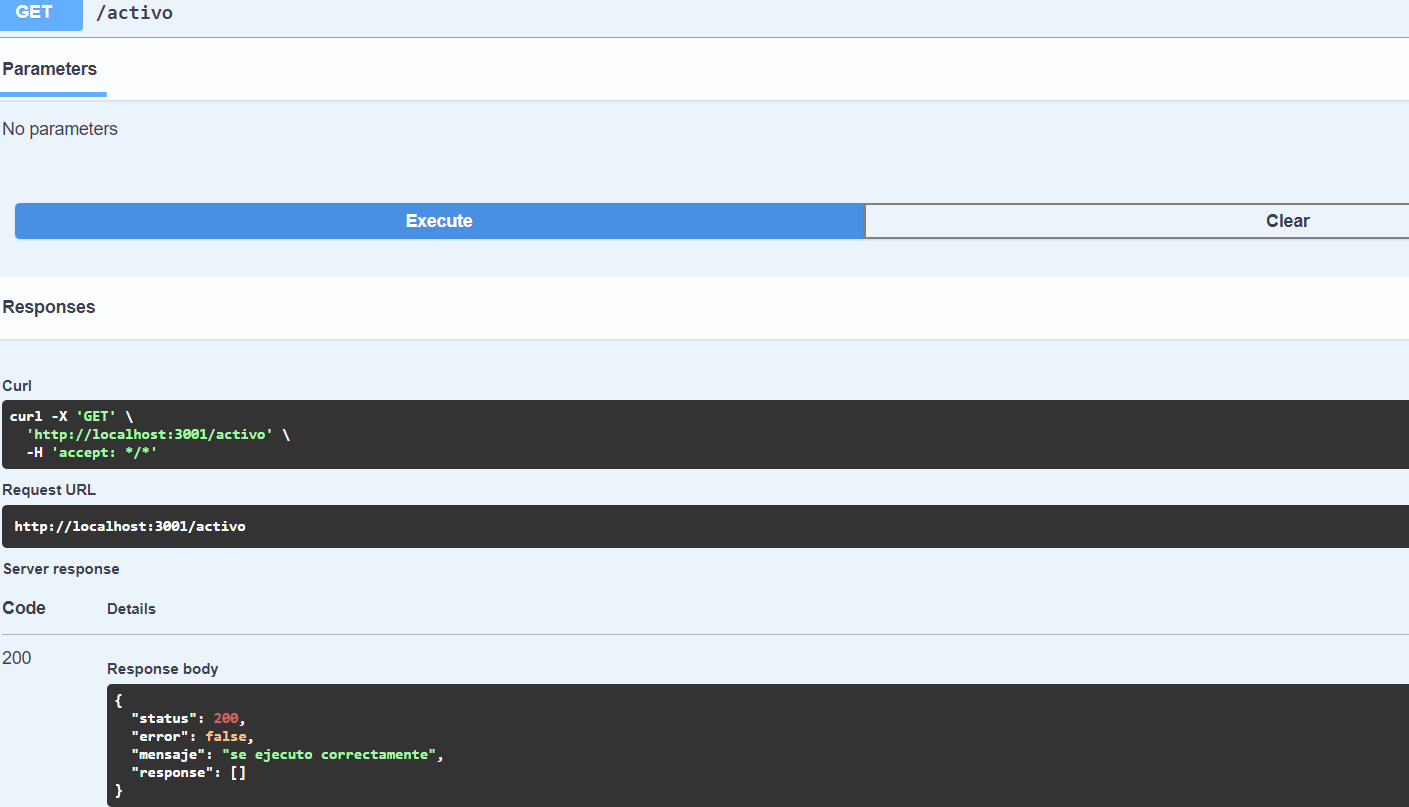 GET /activo
Parameters
No parameters
Execute Clear
Responses
Curl
curl -X 'GET' \
  'http://localhost:3001/activo' \
  -H 'accept: */*'
Request URL
http://localhost:3001/activo
Server response
Code Details
200
Response body
{
  "status": 200,
  "error": false,
  "mensaje": "se ejecuto correctamente",
  "response": []
}